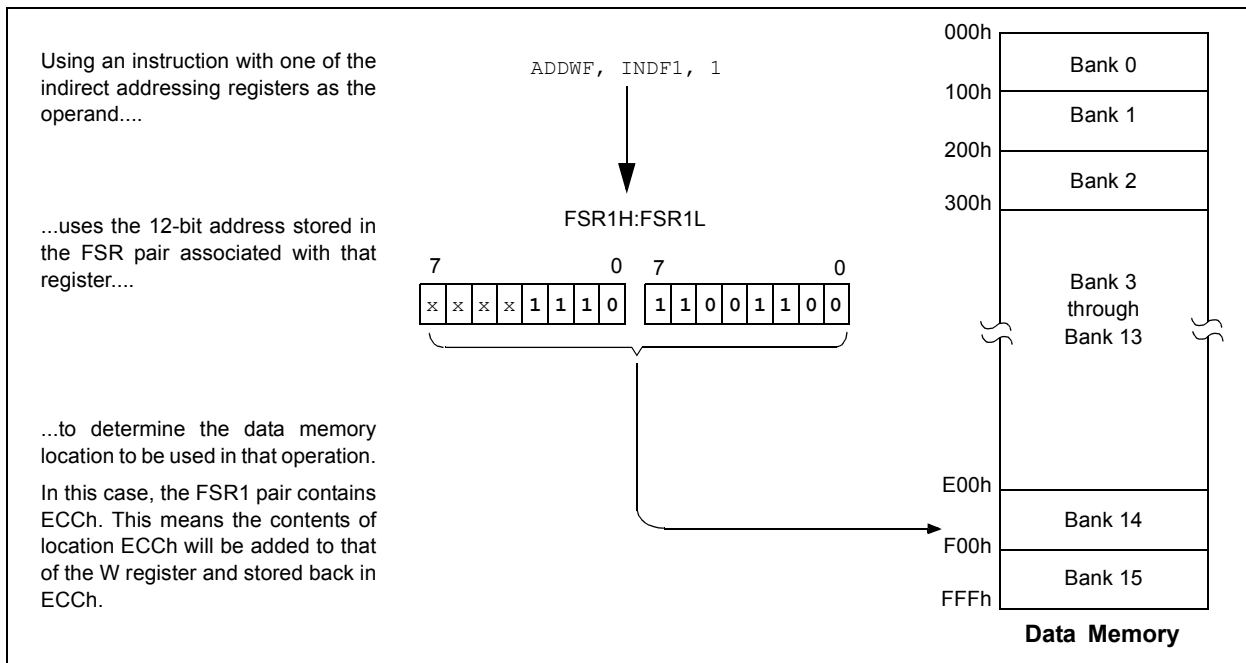 Using an instruction with one of the
indirect addressing registers as the
operand....
ADDWF, INDF1, 1
...uses the 12-bit address stored in
the FSR pair associated with that
register....
FSR1H:FSR1L
7 0 7 0
x x x x 1 1 1 0 1 1 0 0 1 1 0 0
...to determine the data memory
location to be used in that operation.
In this case, the FSR1 pair contains
ECCh. This means the contents of
location ECCh will be added to that
of the W register and stored back in
ECCh.
000h
Bank 0
100h
Bank 1
200h
Bank 2
300h
Bank 3
through
Bank 13
E00h
Bank 14
F00h
Bank 15
FFFh
Data Memory